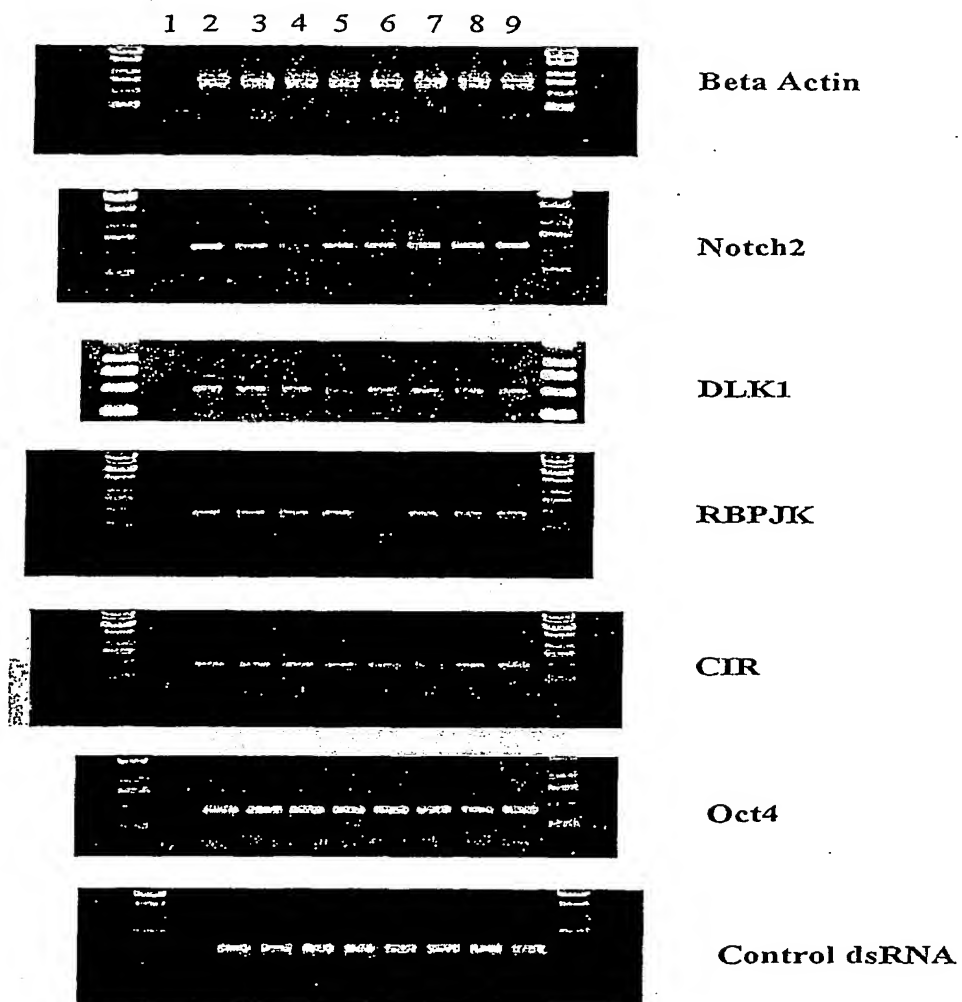 1 2 3 4 5 6 7 8 9
Beta Actin
Notch2
DLK1
RBPJK
CIR
Oct4
Control dsRNA